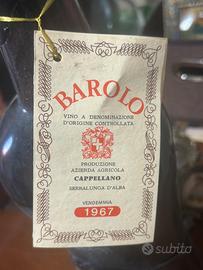 BAROLO
VINO A DENOMINAZIONE
D'ORIGINE CONTROLLATA
PRODUZIONE
AZIENDA AGRICOLA
CAPPELLANO
SERRALUNGA D'ALBA
VENDEMMIA
1967
subito